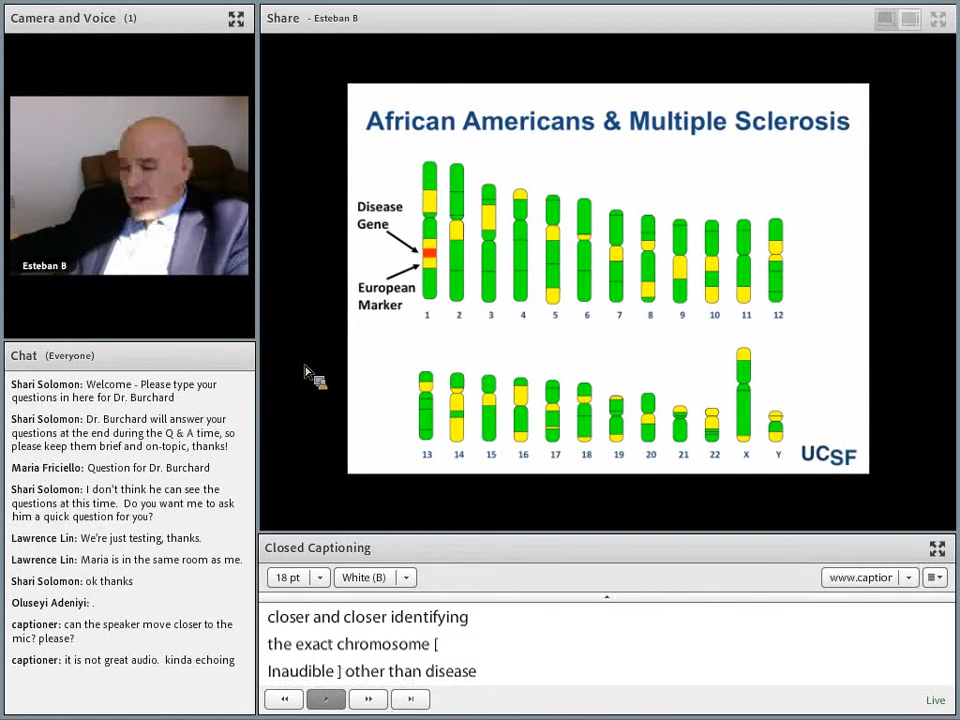 Camera and Voice (1)
Esteban B
Chat (Everyone)
Shari Solomon: Welcome - Please type your
questions in here for Dr. Burchard
Shari Solomon: Dr. Burchard will answer your
questions at the end during the Q & A time, so
please keep them brief and on-topic, thanks!
Maria Friciello: Question for Dr. Burchard
Shari Solomon: I don't think he can see the
questions at this time. Do you want me to ask
him a quick question for you?
Lawrence Lin: We're just testing, thanks.
Lawrence Lin: Maria is in the same room as me.
Shari Solomon: ok thanks
Oluseyi Adeniyi: .
captioner: can the speaker move closer to the
mic? please?
captioner: it is not great audio. kinda echoing
Share - Esteban B
African Americans & Multiple Sclerosis
Disease
Gene
European
Marker
1 2 3 4 5 6 7 8 9 10 11 12
13 14 15 16 17 18 19 20 21 22 X Y
UCSF
Closed Captioning
18 pt White (B) www.captior
closer and closer identifying
the exact chromosome [
Inaudible ] other than disease
Live